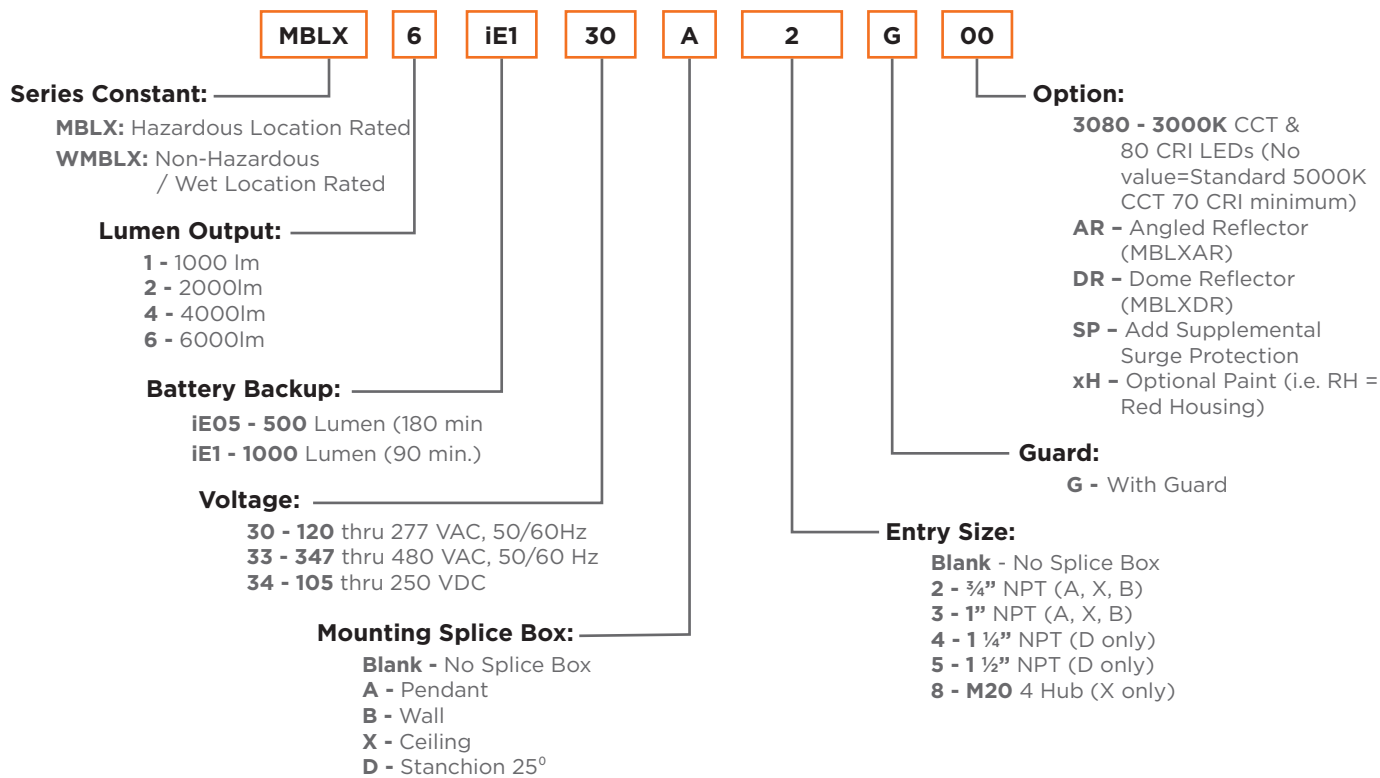 MBLX 6 iE1 30 A 2 G 00
Series Constant:
MBLX: Hazardous Location Rated
WMBLX: Non-Hazardous
/ Wet Location Rated
Lumen Output:
1 - 1000 lm
2 - 2000lm
4 - 4000lm
6 - 6000lm
Battery Backup:
iE05 - 500 Lumen (180 min
iE1 - 1000 Lumen (90 min.)
Voltage:
30 - 120 thru 277 VAC, 50/60Hz
33 - 347 thru 480 VAC, 50/60 Hz
34 - 105 thru 250 VDC
Mounting Splice Box:
Blank - No Splice Box
A - Pendant
B - Wall
X - Ceiling
D - Stanchion 25⁰
Option:
3080 - 3000K CCT &
80 CRI LEDs (No
value=Standard 5000K
CCT 70 CRI minimum)
AR – Angled Reflector
(MBLXAR)
DR – Dome Reflector
(MBLXDR)
SP – Add Supplemental
Surge Protection
xH – Optional Paint (i.e. RH =
Red Housing)
Guard:
G - With Guard
Entry Size:
Blank - No Splice Box
2 - ¾” NPT (A, X, B)
3 - 1” NPT (A, X, B)
4 - 1 ¼” NPT (D only)
5 - 1 ½” NPT (D only)
8 - M20 4 Hub (X only)